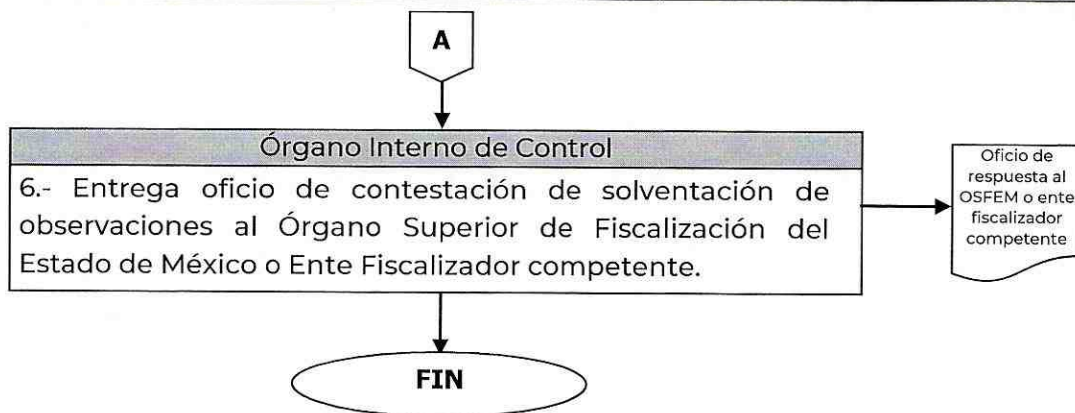 A
Órgano Interno de Control
6.- Entrega oficio de contestación de solventación de
observaciones al Órgano Superior de Fiscalización del
Estado de México o Ente Fiscalizador competente.
Oficio de
respuesta al
OSFEM o ente
fiscalizador
competente
FIN